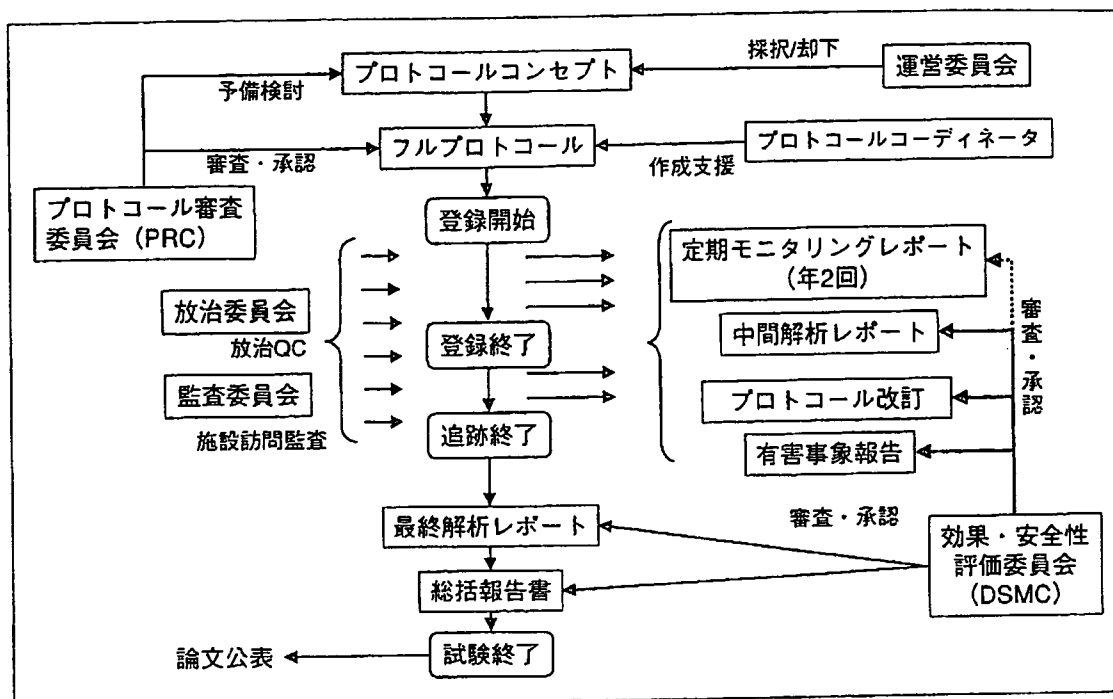 採択/却下
プロトコールコンセプト
運営委員会
予備検討
フルプロトコール
プロトコールコーディネータ
審査・承認
作成支援
プロトコール審査
委員会（PRC）
登録開始
定期モニタリングレポート
（年2回）
放治委員会
放治QC
登録終了
中間解析レポート
審査・承認
監査委員会
施設訪問監査
プロトコール改訂
追跡終了
有害事象報告
最終解析レポート
審査・承認
効果・安全性
評価委員会
（DSMC）
総括報告書
論文公表
試験終了